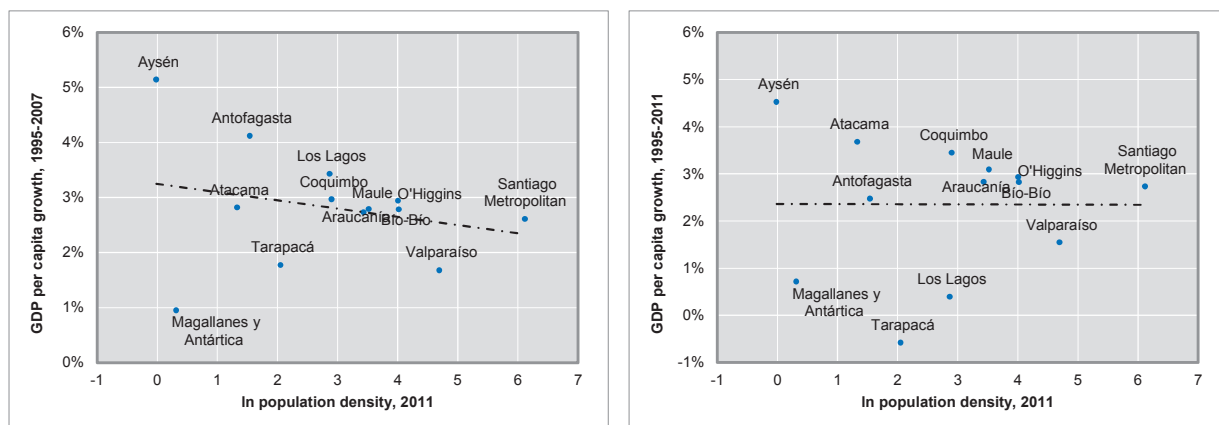 6%
5%
4%
3%
2%
1%
0%
GDP per capita growth, 1995-2007
Aysén
Antofagasta
Los Lagos
Atacama
Coquimbo
Maule
O'Higgins
Santiago
Metropolitan
Araucanía
Bío-Bío
Tarapacá
Valparaíso
Magallanes y
Antártica
-1 0 1 2 3 4 5 6 7
ln population density, 2011
6%
5%
4%
3%
2%
1%
0%
-1%
GDP per capita growth, 1995-2011
Aysén
Atacama
Coquimbo
Maule
O'Higgins
Santiago
Metropolitan
Antofagasta
Araucanía
Bío-Bío
Valparaíso
Magallanes y
Antártica
Los Lagos
Tarapacá
-1 0 1 2 3 4 5 6 7
ln population density, 2011